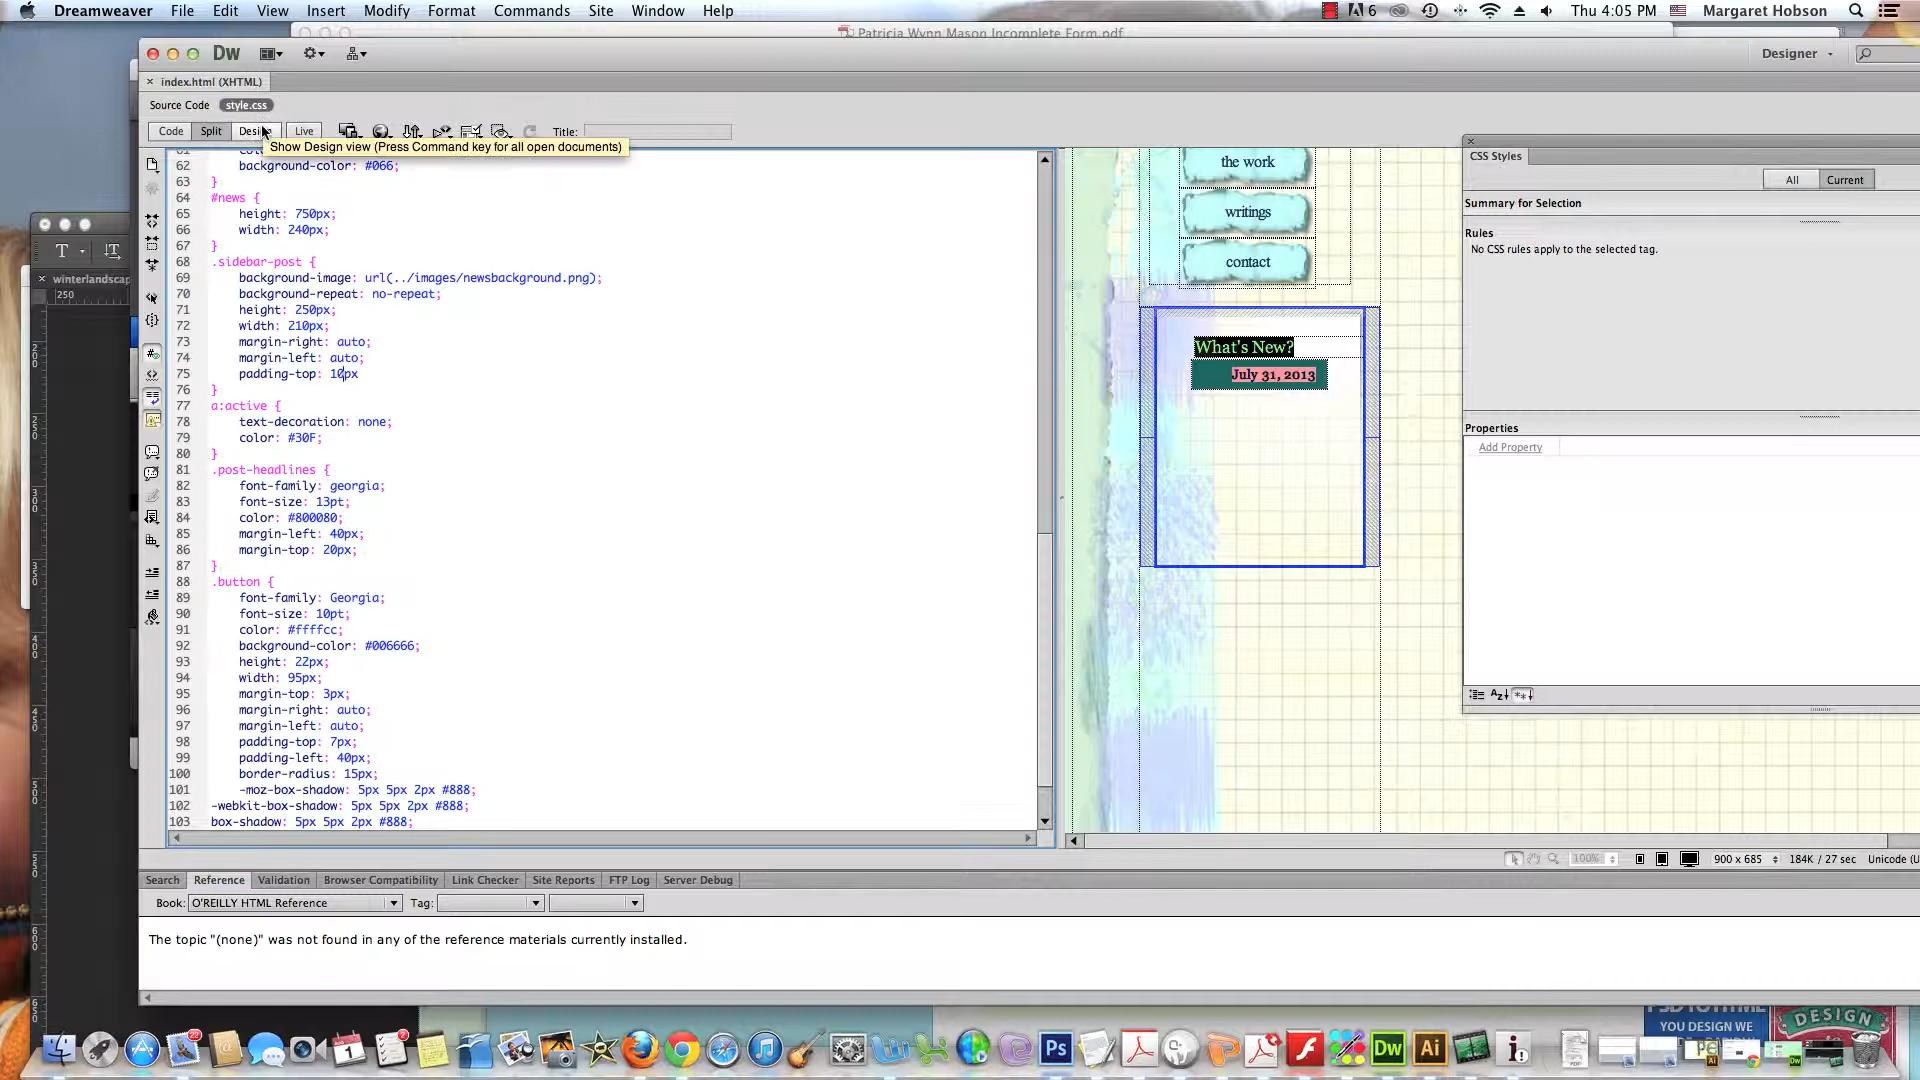 Dreamweaver File Edit View Insert Modify Format Commands Site Window Help
6 Thu 4:05 PM Margaret Hobson
Patricia Wynn Mason Incomplete Form.pdf
Dw Designer
index.html (XHTML)
Source Code style.css
Code Split Design Live Title:
Show Design view (Press Command key for all open documents)
62 background-color: #066;
63 }
64 #news {
65 height: 750px;
66 width: 240px;
67 }
68 .sidebar-post {
69 background-image: url(../images/newsbackground.png);
70 background-repeat: no-repeat;
71 height: 250px;
72 width: 210px;
73 margin-right: auto;
74 margin-left: auto;
75 padding-top: 10px
76 }
77 a:active {
78 text-decoration: none;
79 color: #30F;
80 }
81 .post-headlines {
82 font-family: georgia;
83 font-size: 13pt;
84 color: #800080;
85 margin-left: 40px;
86 margin-top: 20px;
87 }
88 .button {
89 font-family: Georgia;
90 font-size: 10pt;
91 color: #ffffcc;
92 background-color: #006666;
93 height: 22px;
94 width: 95px;
95 margin-top: 3px;
96 margin-right: auto;
97 margin-left: auto;
98 padding-top: 7px;
99 padding-left: 40px;
100 border-radius: 15px;
101 -moz-box-shadow: 5px 5px 2px #888;
102 -webkit-box-shadow: 5px 5px 2px #888;
103 box-shadow: 5px 5px 2px #888;
the work
writings
contact
What's New?
July 31, 2013
CSS Styles
All Current
Summary for Selection
Rules
No CSS rules apply to the selected tag.
Properties
Add Property
winterlandscap
250
100% 900 x 685 184K / 27 sec Unicode (U
Search Reference Validation Browser Compatibility Link Checker Site Reports FTP Log Server Debug
Book: O'REILLY HTML Reference Tag:
The topic "(none)" was not found in any of the reference materials currently installed.
YOU DESIGN WE
DESIGN
Ps Dw Ai